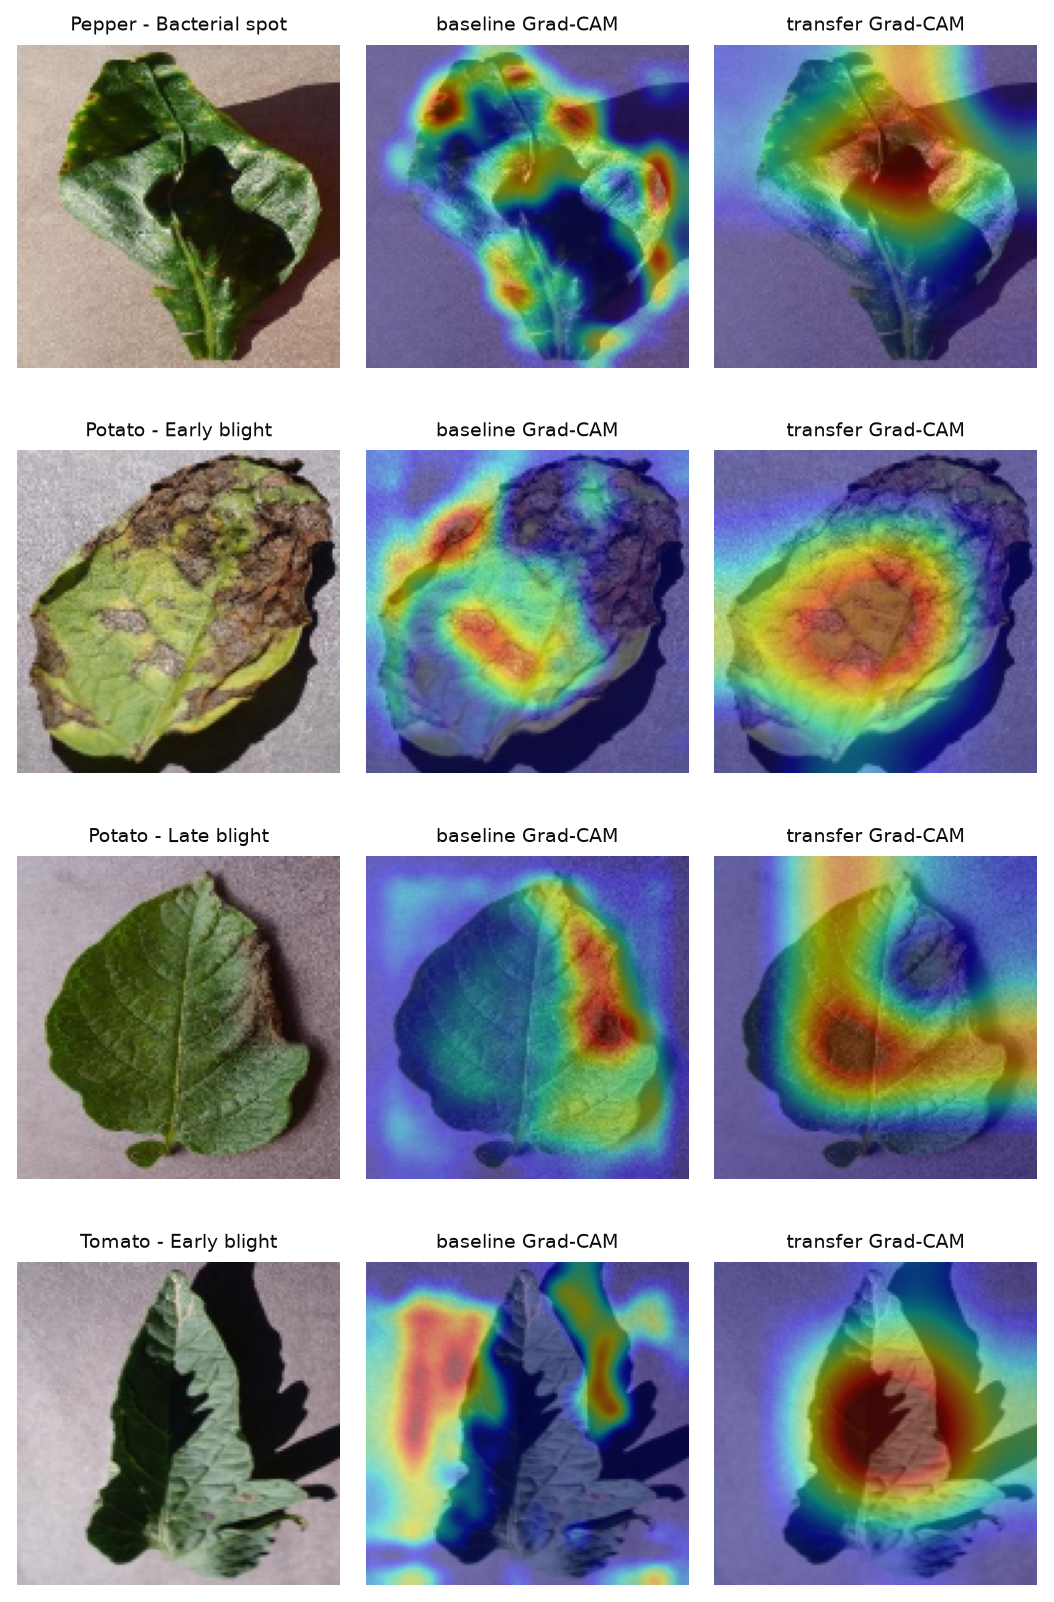 Pepper - Bacterial spot
baseline Grad-CAM
transfer Grad-CAM
Potato - Early blight
baseline Grad-CAM
transfer Grad-CAM
Potato - Late blight
baseline Grad-CAM
transfer Grad-CAM
Tomato - Early blight
baseline Grad-CAM
transfer Grad-CAM